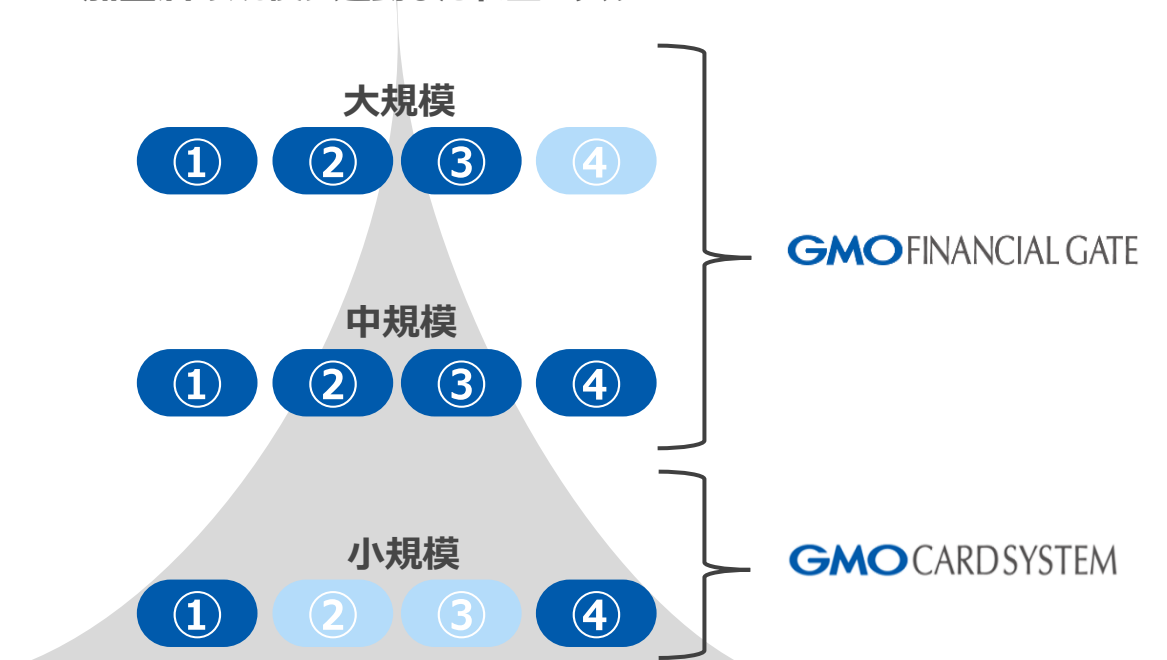 大規模
① ② ③ ④
GMO FINANCIAL GATE
中規模
① ② ③ ④
小規模
GMO CARD SYSTEM
① ② ③ ④